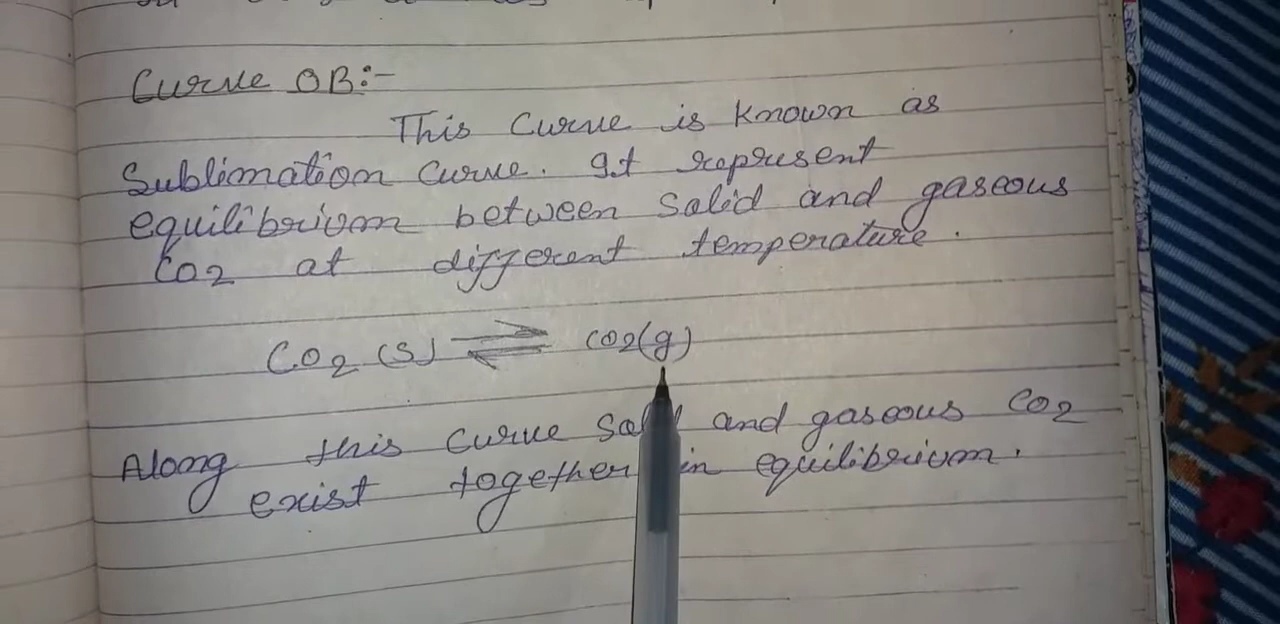 Curve OB:-
This curve is known as
Sublimation curve. It represent
equilibrium between solid and gaseous
CO2 at different temperature.
CO2 (s) ⇌ CO2(g)
Along this curve and gaseous CO2
exist together in equilibrium.